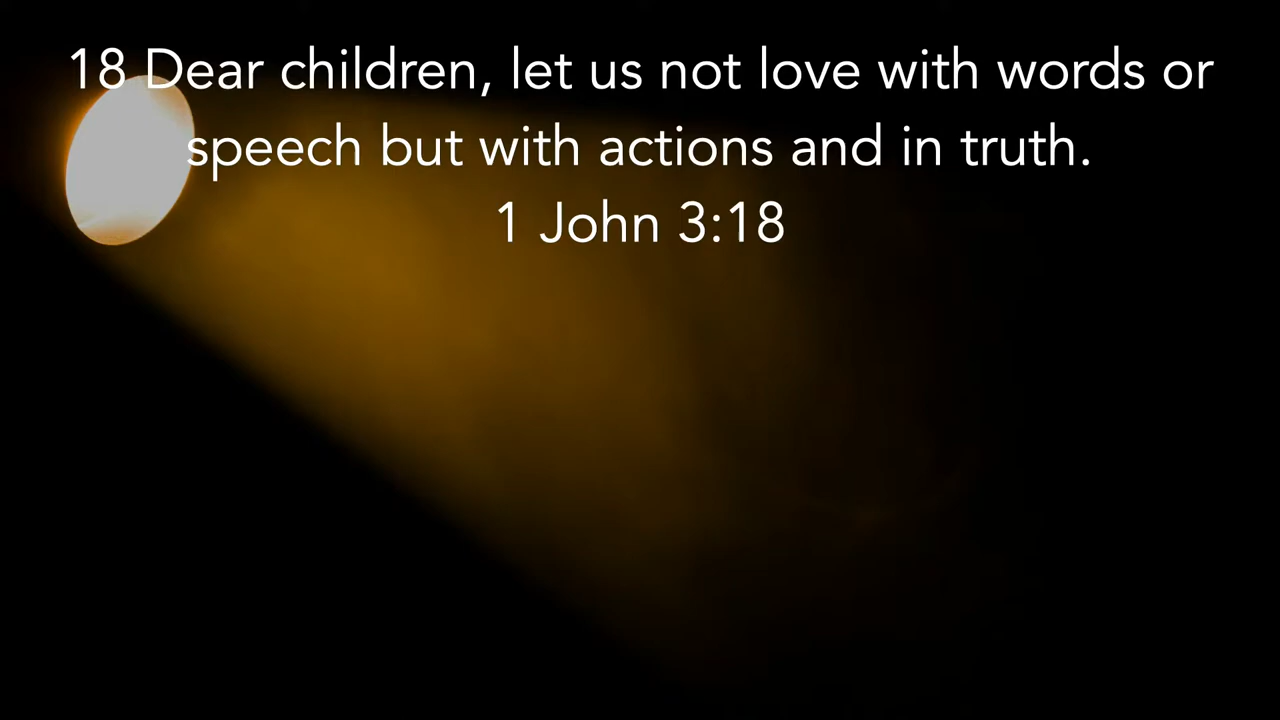 18 Dear children, let us not love with words or
speech but with actions and in truth.
1 John 3:18